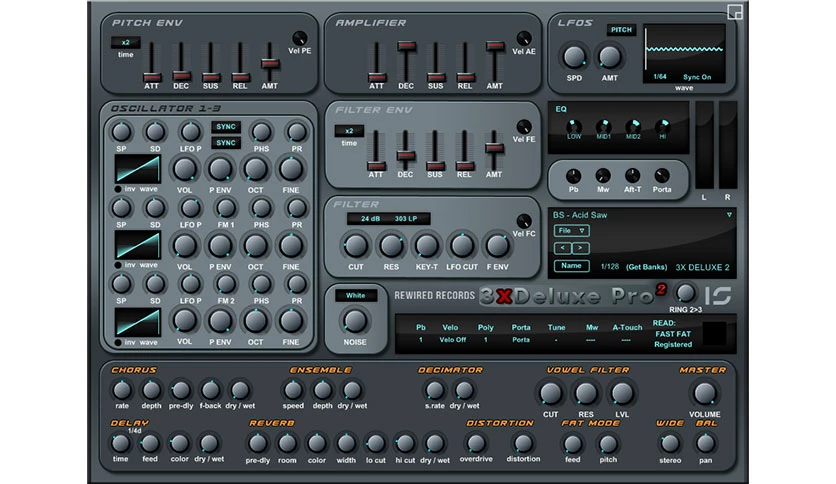 PITCH ENV
x2
time
Vel PE
ATT DEC SUS REL AMT
AMPLIFIER
Vel AE
ATT DEC SUS REL AMT
LFOS
PITCH
SPD AMT
1/64 Sync On
wave
OSCILLATOR 1-3
SYNC
SYNC
SP SD LFO P PHS PR
inv wave VOL P ENV OCT FINE
SP SD LFO P FM 1 PHS PR
inv wave VOL P ENV OCT FINE
SP SD LFO P FM 2 PHS PR
inv wave VOL P ENV OCT FINE
FILTER ENV
x2
time
Vel FE
ATT DEC SUS REL AMT
EQ
LOW MID1 MID2 HI
Pb Mw Aft-T Porta
L R
FILTER
24 dB 303 LP
Vel FC
CUT RES KEY-T LFO CUT F ENV
BS - Acid Saw
File
< >
Name 1/128 (Get Banks) 3X DELUXE 2
White
NOISE
REWIRED RECORDS 3xDeluxe Pro2
RING 2>3
Pb Velo Poly Porta Tune Mw A-Touch
1 Velo Off 1 Porta - ---- ----
READ:
FAST FAT
Registered
CHORUS
rate depth pre-dly f-back dry / wet
ENSEMBLE
speed depth dry / wet
DECIMATOR
s.rate dry / wet
VOWEL FILTER
CUT RES LVL
MASTER
VOLUME
DELAY
1/4d
time feed color dry / wet
REVERB
pre-dly room color width lo cut hi cut dry / wet
DISTORTION
overdrive distortion
FAT MODE
feed pitch
WIDE BAL
stereo pan